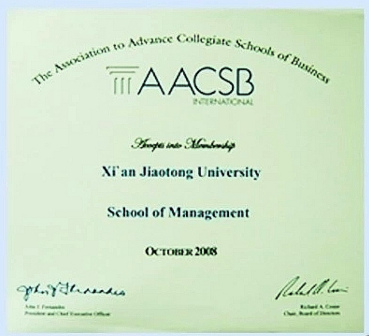 The Association to Advance Collegiate Schools of Business
AACSB
INTERNATIONAL
Accepts into Membership
Xi'an Jiaotong University
School of Management
OCTOBER 2008
John J. Fernandes
President and Chief Executive Officer
Richard A.
Chair, Board of Directors